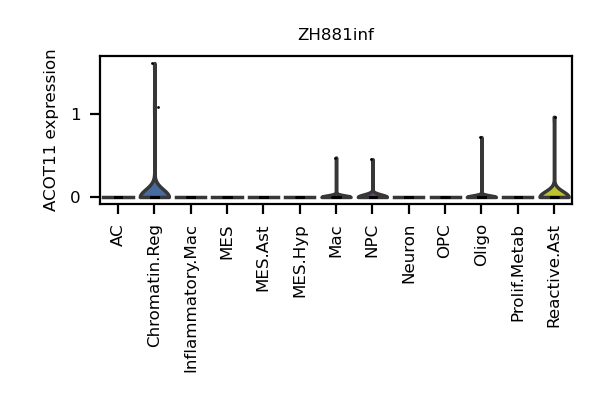 ZH881inf
ACOT11 expression
1
0
AC
Chromatin.Reg
Inflammatory.Mac
MES
MES.Ast
MES.Hyp
Mac
NPC
Neuron
OPC
Oligo
Prolif.Metab
Reactive.Ast